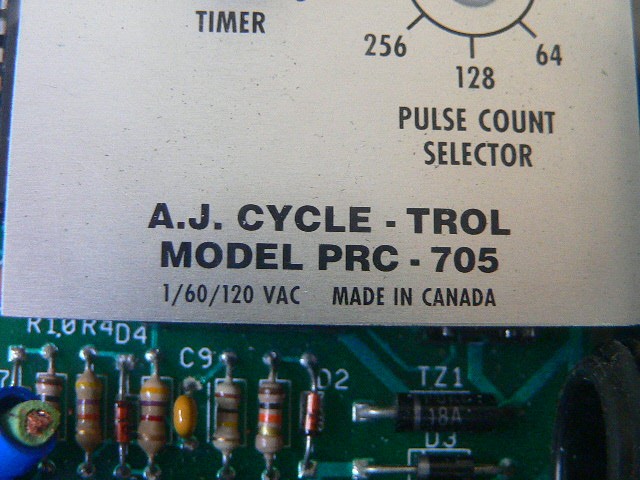 TIMER
256
128
64
PULSE COUNT
SELECTOR
A.J. CYCLE - TROL
MODEL PRC - 705
1/60/120 VAC MADE IN CANADA
R10 R4 D4
C9
D2
TZ1
18A
D3